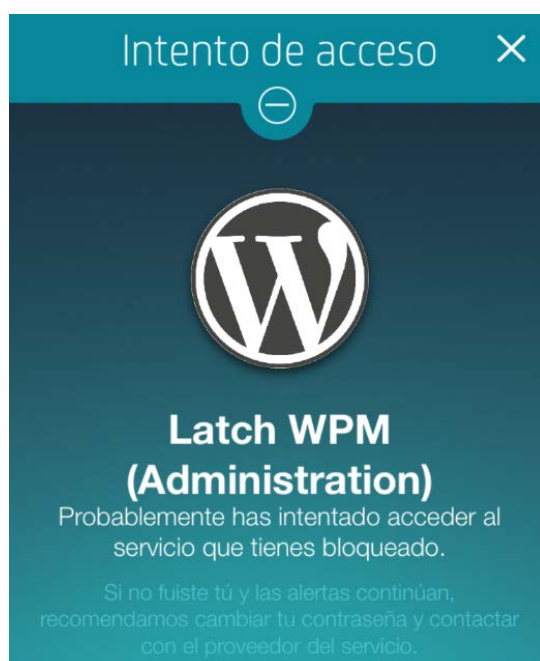 Intento de acceso
Latch WPM
(Administration)
Probablemente has intentado acceder al
servicio que tienes bloqueado.
Si no fuiste tú y las alertas continúan,
recomendamos cambiar tu contraseña y contactar
con el proveedor del servicio.